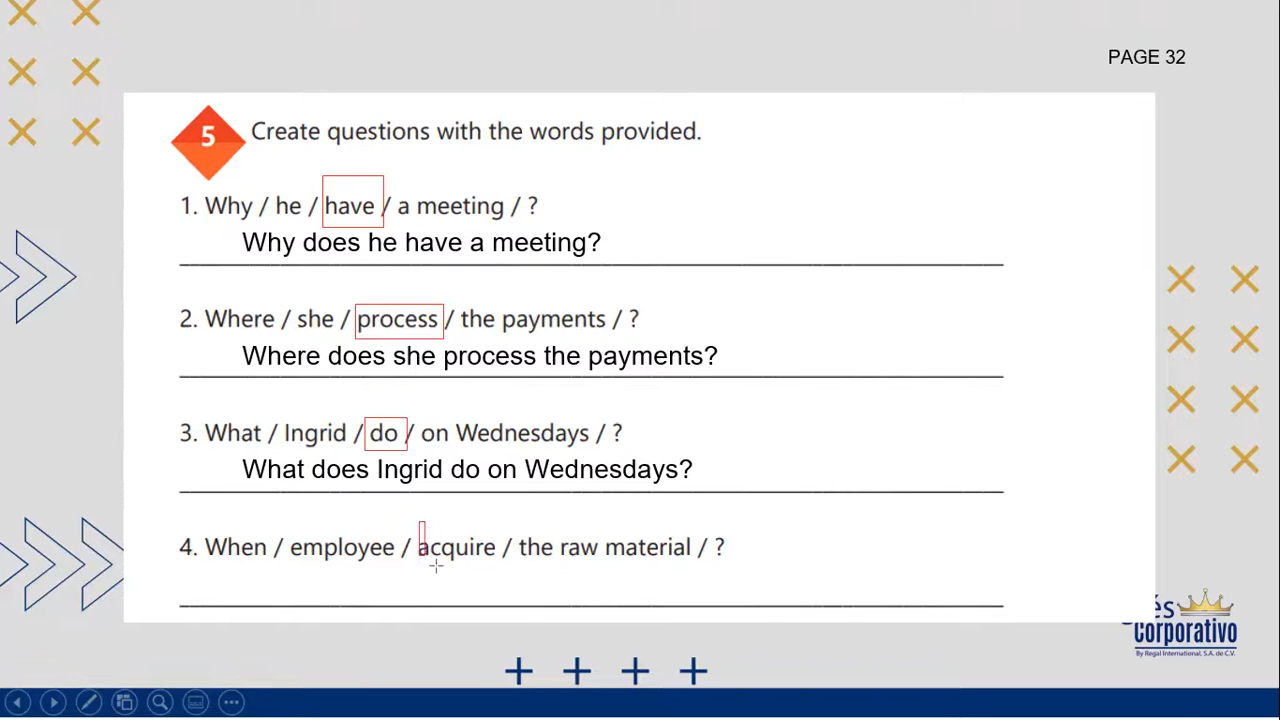 PAGE 32
5 Create questions with the words provided.
1. Why / he / have / a meeting / ?
Why does he have a meeting?
2. Where / she / process / the payments / ?
Where does she process the payments?
3. What / Ingrid / do / on Wednesdays / ?
What does Ingrid do on Wednesdays?
4. When / employee / acquire / the raw material / ?
és
Corporativo
By Regal International, S.A. de C.V.